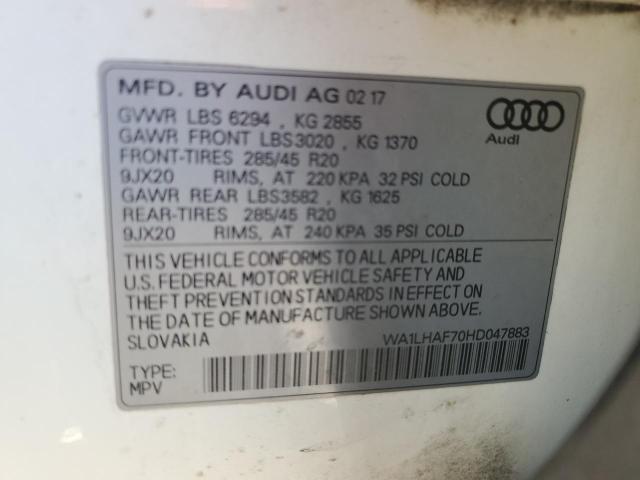 MFD. BY AUDI AG 02 17
GVWR LBS 6294 , KG 2855
GAWR FRONT LBS3020 , KG 1370
FRONT-TIRES 285/45 R20
9JX20 RIMS, AT 220 KPA 32 PSI COLD
GAWR REAR LBS3582 , KG 1625
REAR-TIRES 285/45 R20
9JX20 RIMS, AT 240 KPA 35 PSI COLD
Audi
THIS VEHICLE CONFORMS TO ALL APPLICABLE
U.S. FEDERAL MOTOR VEHICLE SAFETY AND
THEFT PREVENTION STANDARDS IN EFFECT ON
THE DATE OF MANUFACTURE SHOWN ABOVE.
SLOVAKIA WA1LHAF70HD047883
TYPE:
MPV